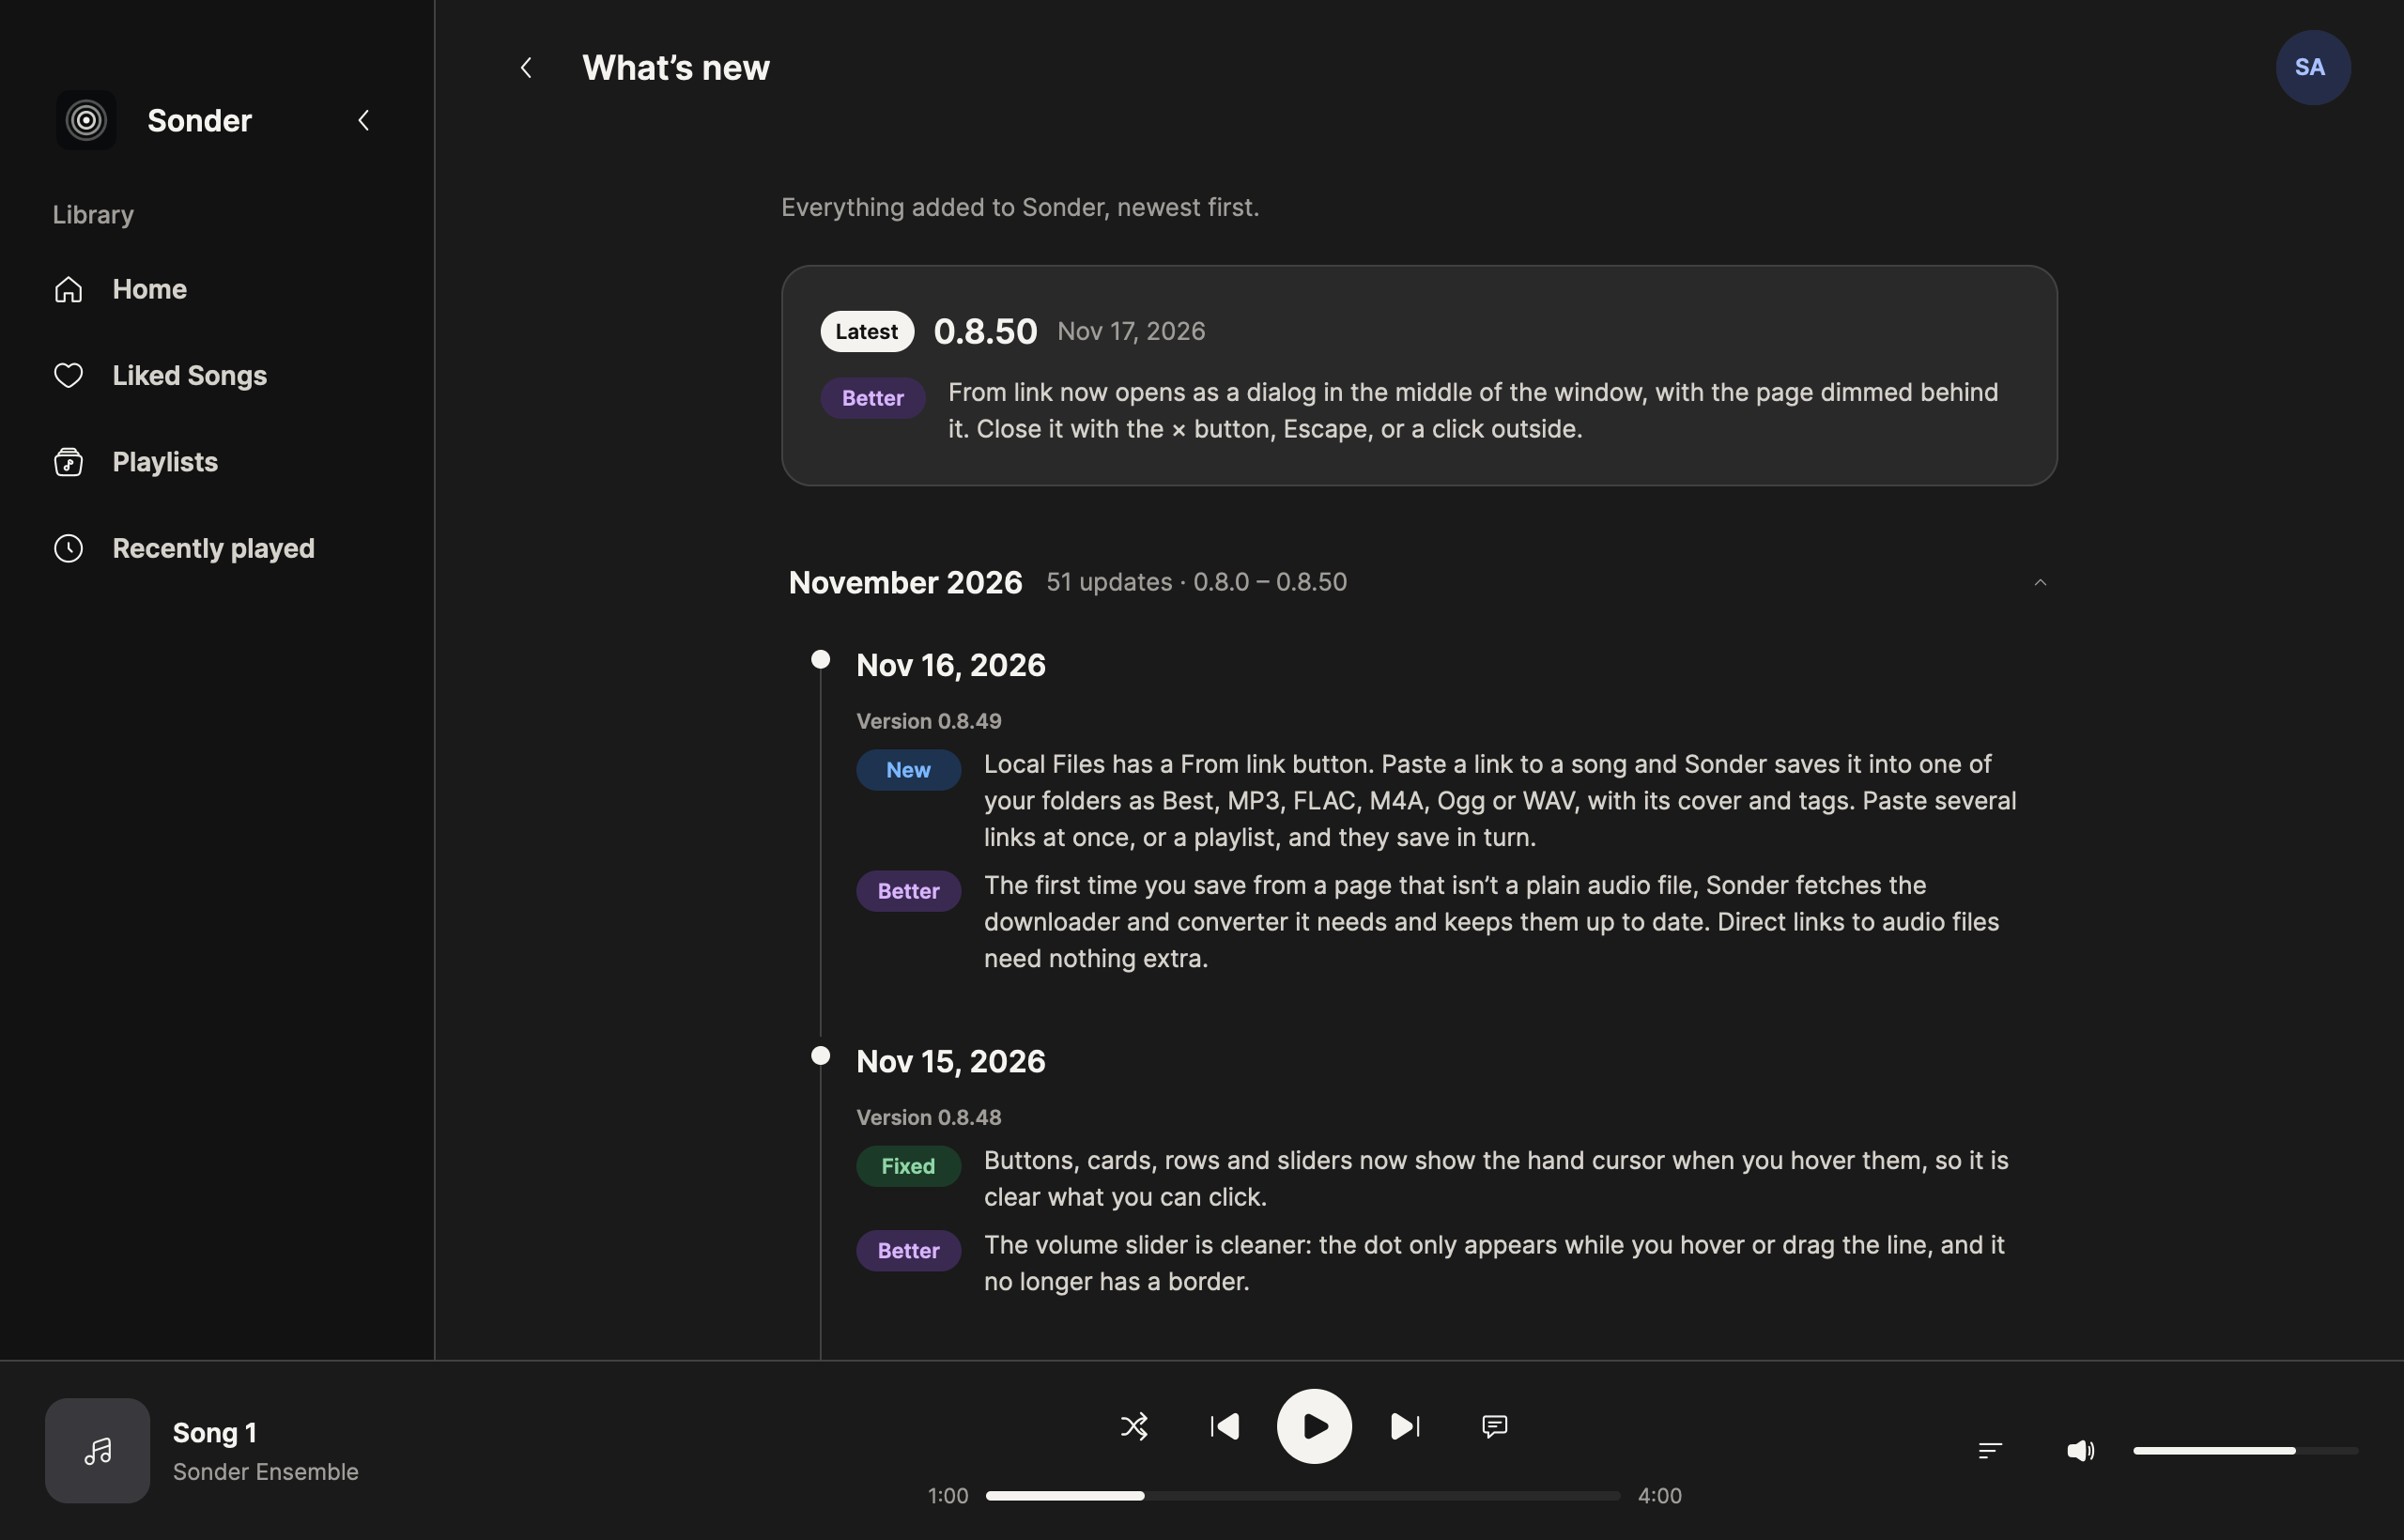 Sonder
Library
Home
Liked Songs
Playlists
Recently played
What’s new
SA
Everything added to Sonder, newest first.
Latest 0.8.50 Nov 17, 2026
Better From link now opens as a dialog in the middle of the window, with the page dimmed behind
it. Close it with the × button, Escape, or a click outside.
November 2026 51 updates · 0.8.0 – 0.8.50
Nov 16, 2026
Version 0.8.49
New Local Files has a From link button. Paste a link to a song and Sonder saves it into one of
your folders as Best, MP3, FLAC, M4A, Ogg or WAV, with its cover and tags. Paste several
links at once, or a playlist, and they save in turn.
Better The first time you save from a page that isn’t a plain audio file, Sonder fetches the
downloader and converter it needs and keeps them up to date. Direct links to audio files
need nothing extra.
Nov 15, 2026
Version 0.8.48
Fixed Buttons, cards, rows and sliders now show the hand cursor when you hover them, so it is
clear what you can click.
Better The volume slider is cleaner: the dot only appears while you hover or drag the line, and it
no longer has a border.
Song 1
Sonder Ensemble
1:00
4:00